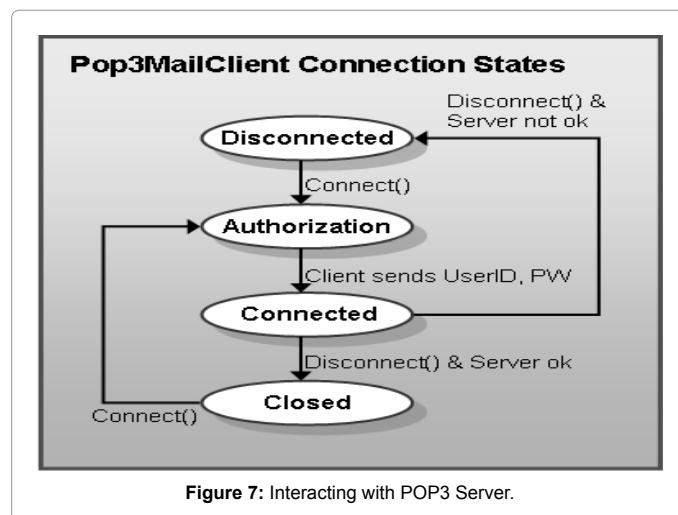 Pop3MailClient Connection States
Disconnect() &
Server not ok
Disconnected
Connect()
Authorization
Client sends UserID, PW
Connected
Disconnect() & Server ok
Closed
Connect()
Figure 7: Interacting with POP3 Server.